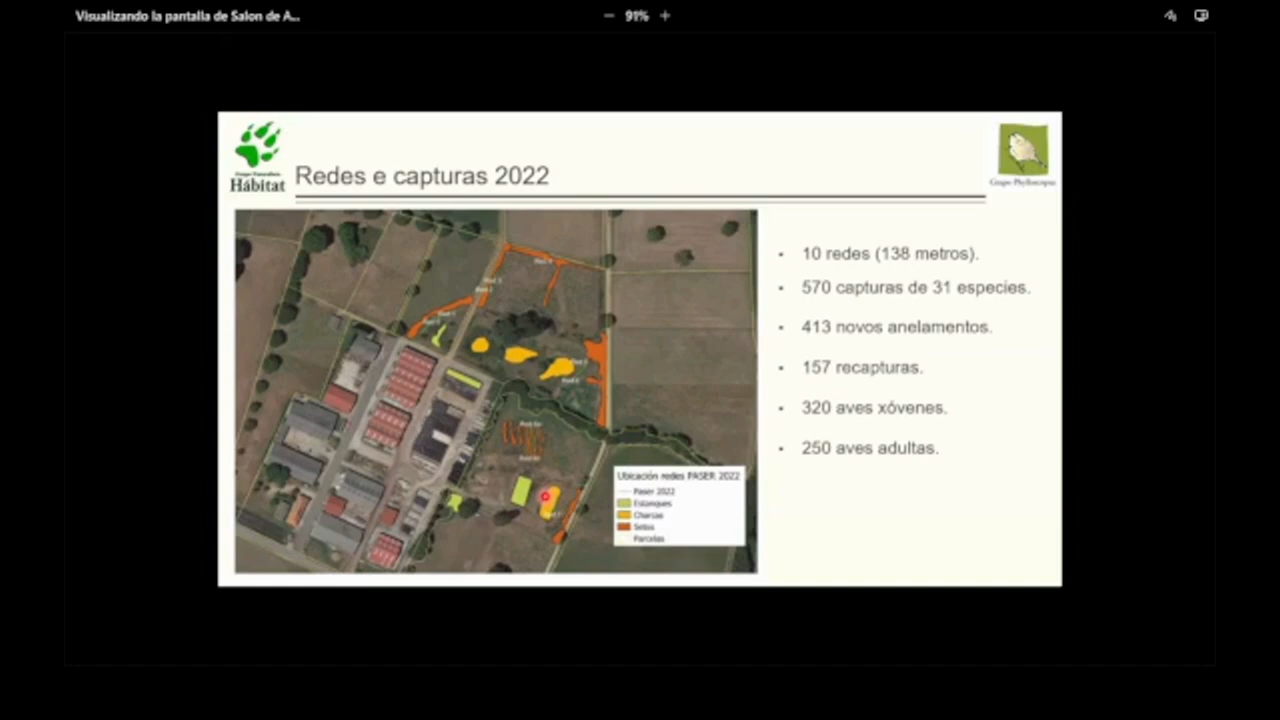 Visualizando la pantalla de Salon de A...
91%
Hábitat
Redes e capturas 2022
Grupo Phylloscopus
10 redes (138 metros).
570 capturas de 31 especies.
413 novos anelamentos.
157 recapturas.
320 aves xóvenes.
250 aves adultas.
Ubicación redes PASER 2022
Paser 2022
Estanques
Charcas
Setos
Parcelas